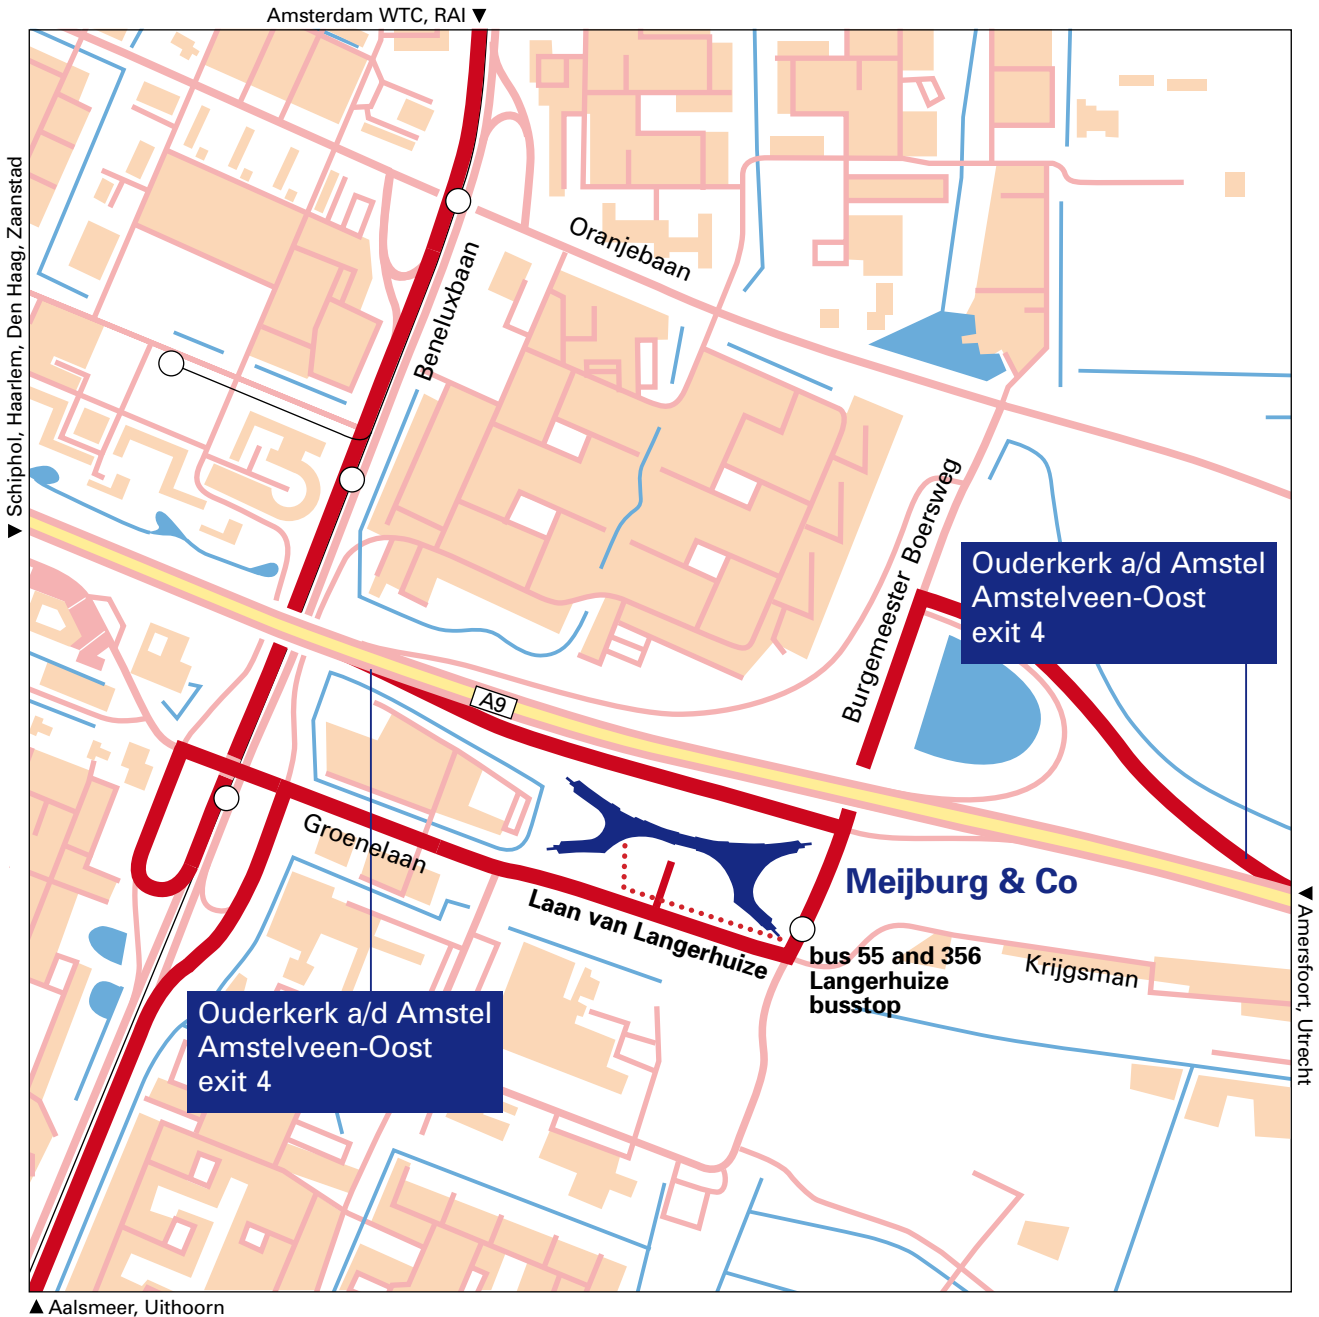 Amsterdam WTC, RAI ▼
▼ Schiphol, Haarlem, Den Haag, Zaanstad
Oranjebaan
Beneluxbaan
Burgemeester Boersweg
Ouderkerk a/d Amstel
Amstelveen-Oost
exit 4
A9
Groenelaan
Meijburg & Co
Laan van Langerhuize
bus 55 and 356
Langerhuize
busstop
Krijgsman
▼ Amersfoort, Utrecht
Ouderkerk a/d Amstel
Amstelveen-Oost
exit 4
▲ Aalsmeer, Uithoorn